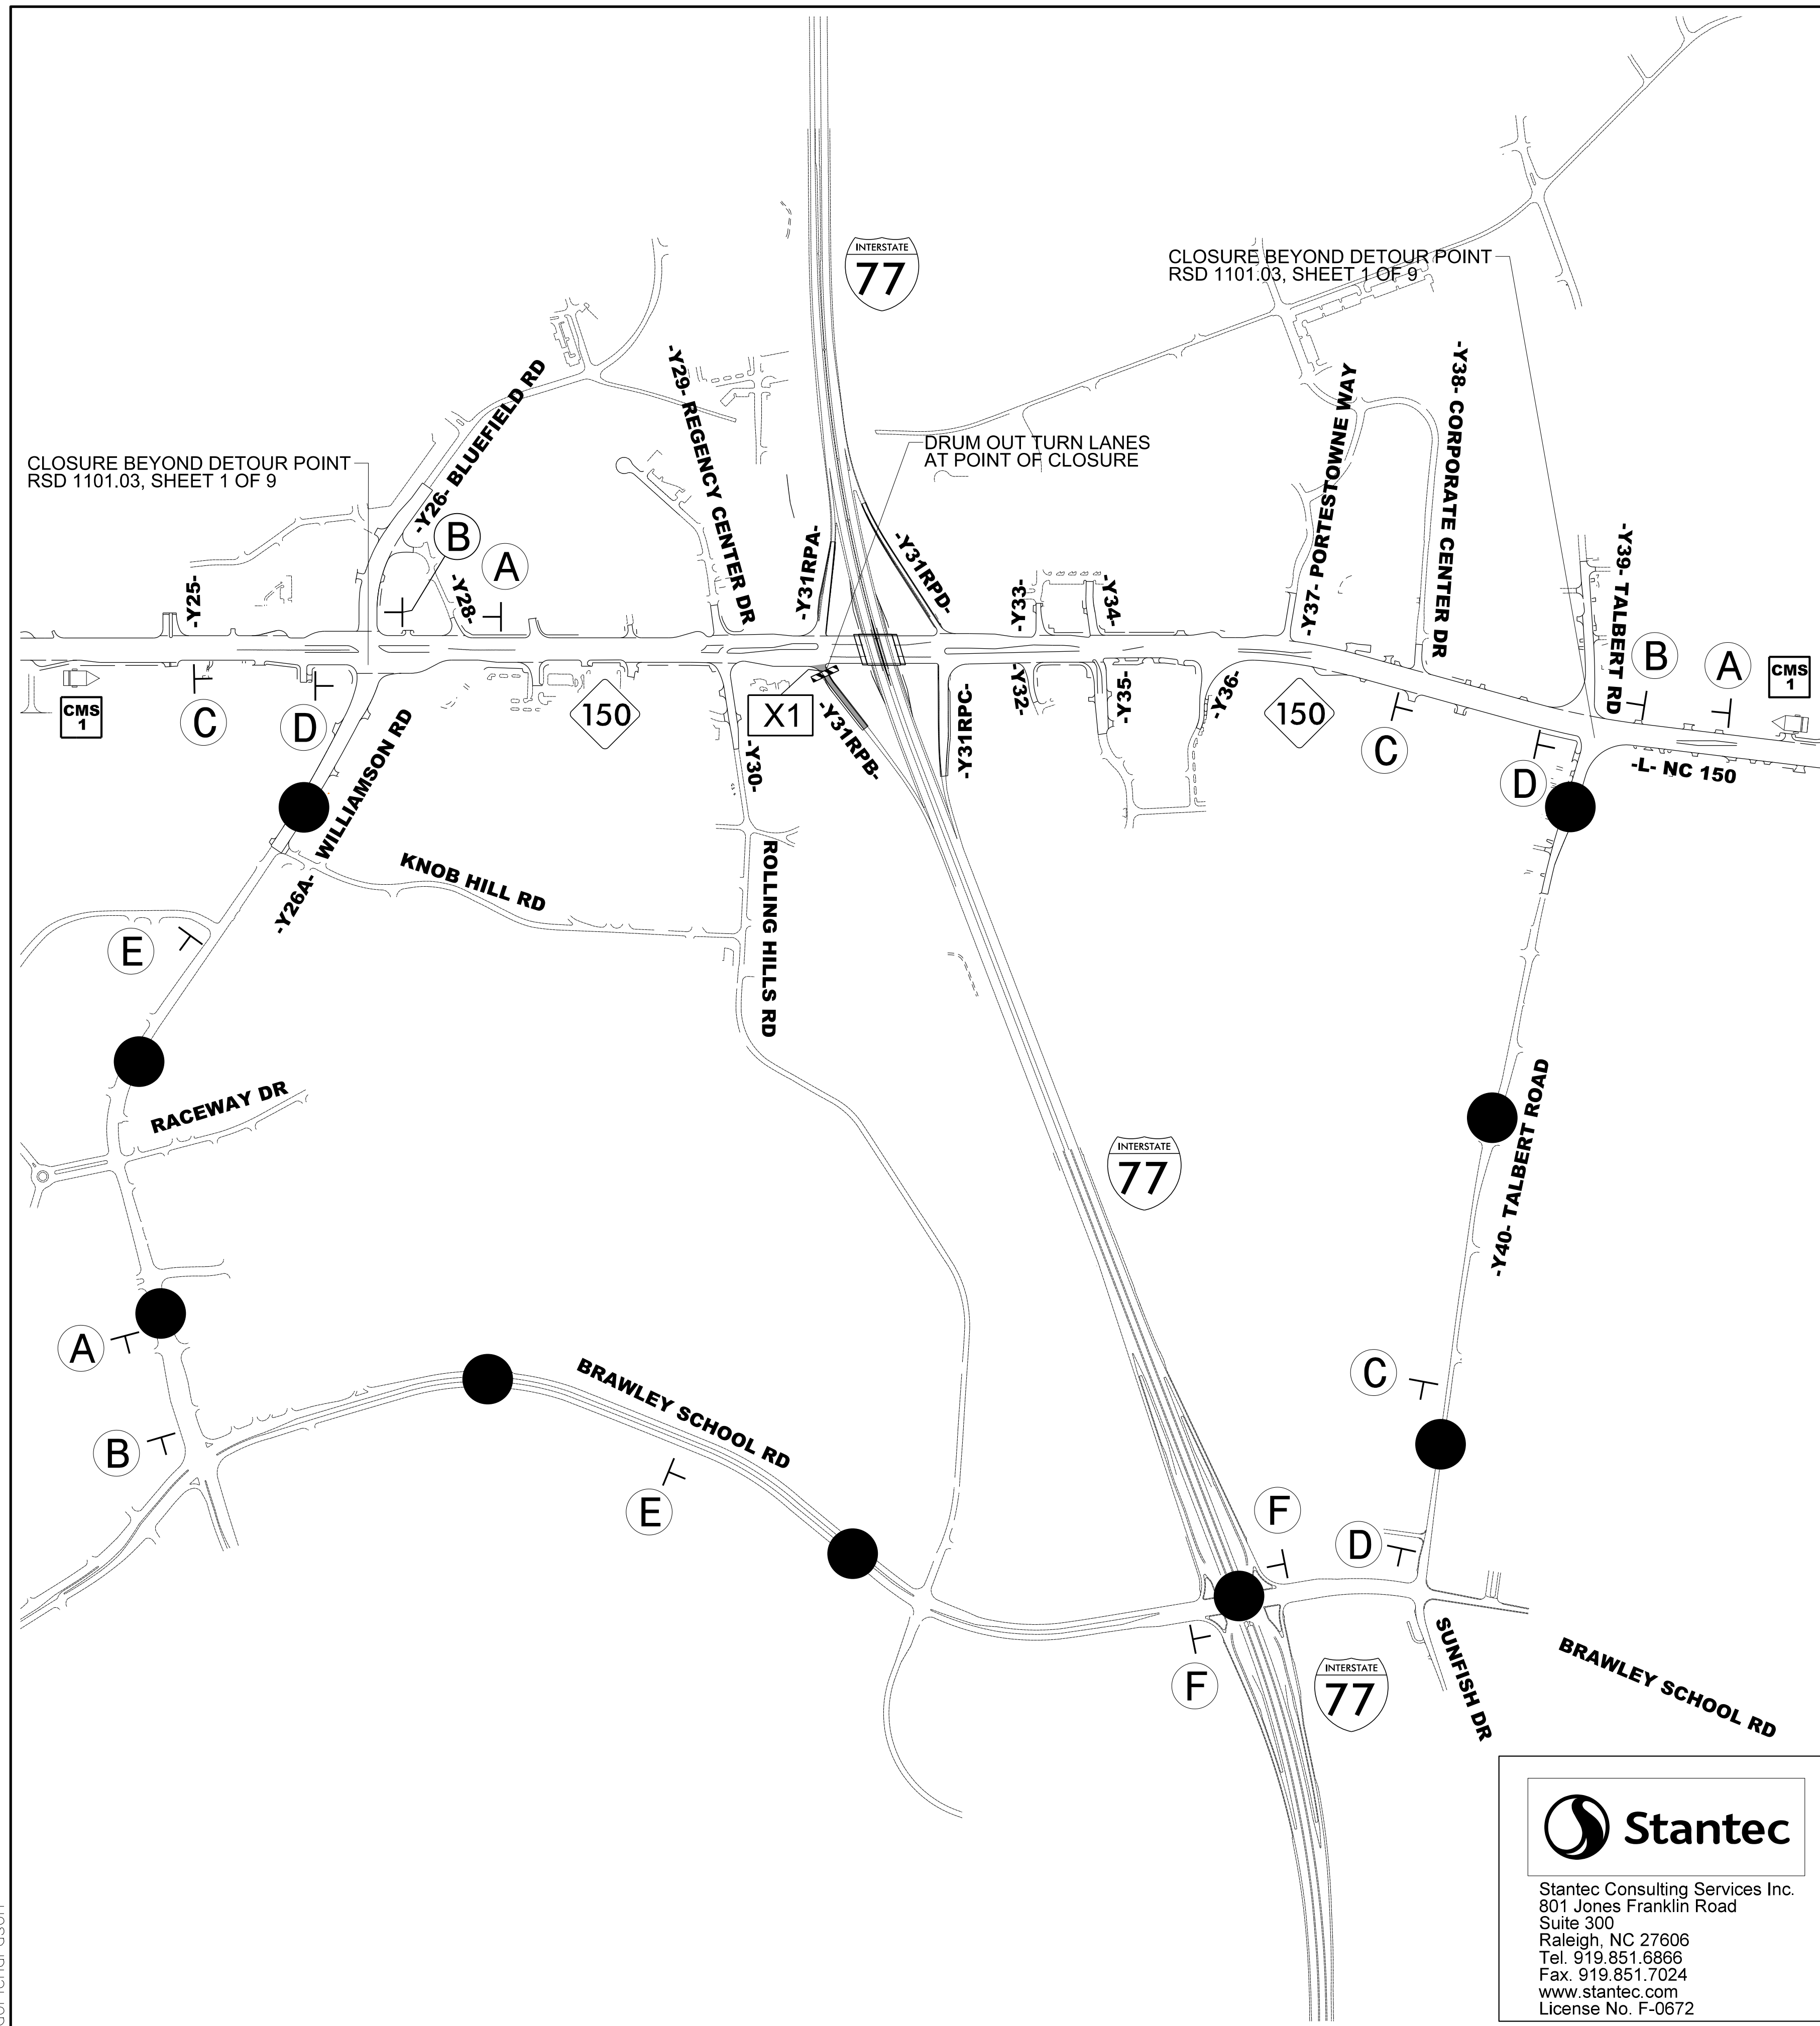 INTERSTATE
77
CLOSURE BEYOND DETOUR POINT
RSD 1101.03, SHEET 1 OF 9
CLOSURE BEYOND DETOUR POINT
RSD 1101.03, SHEET 1 OF 9
DRUM OUT TURN LANES
AT POINT OF CLOSURE
-Y25-
-Y26- BLUEFIELD RD
B
-Y28-
A
-Y29- REGENCY CENTER DR
-Y31RPA-
-Y31RPD-
-Y33-
-Y34-
-Y37- PORTESTOWNE WAY
-Y38- CORPORATE CENTER DR
-Y39- TALBERT RD
B
A
CMS
1
CMS
1
C
D
150
X1
-Y30-
-Y31RPB-
-Y31RPC-
-Y32-
-Y35-
-Y36-
150
C
D
-L- NC 150
-Y26A- WILLIAMSON RD
KNOB HILL RD
ROLLING HILLS RD
E
RACEWAY DR
INTERSTATE
77
-Y40- TALBERT ROAD
A
B
BRAWLEY SCHOOL RD
E
C
D
F
F
INTERSTATE
77
SUNFISH DR
BRAWLEY SCHOOL RD
Stantec
Stantec Consulting Services Inc.
801 Jones Franklin Road
Suite 300
Raleigh, NC 27606
Tel. 919.851.6866
Fax. 919.851.7024
www.stantec.com
License No. F-0672